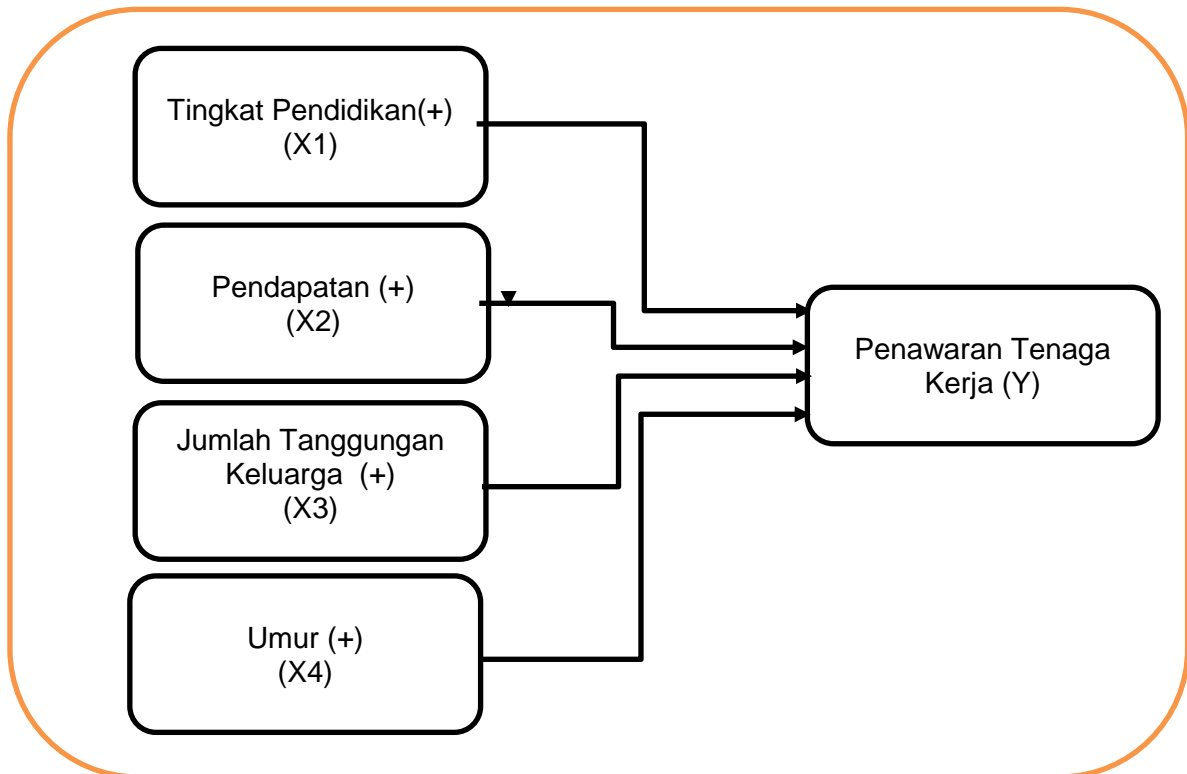 Tingkat Pendidikan(+)
(X1)
Pendapatan (+)
(X2)
Jumlah Tanggungan
Keluarga (+)
(X3)
Umur (+)
(X4)
Penawaran Tenaga
Kerja (Y)